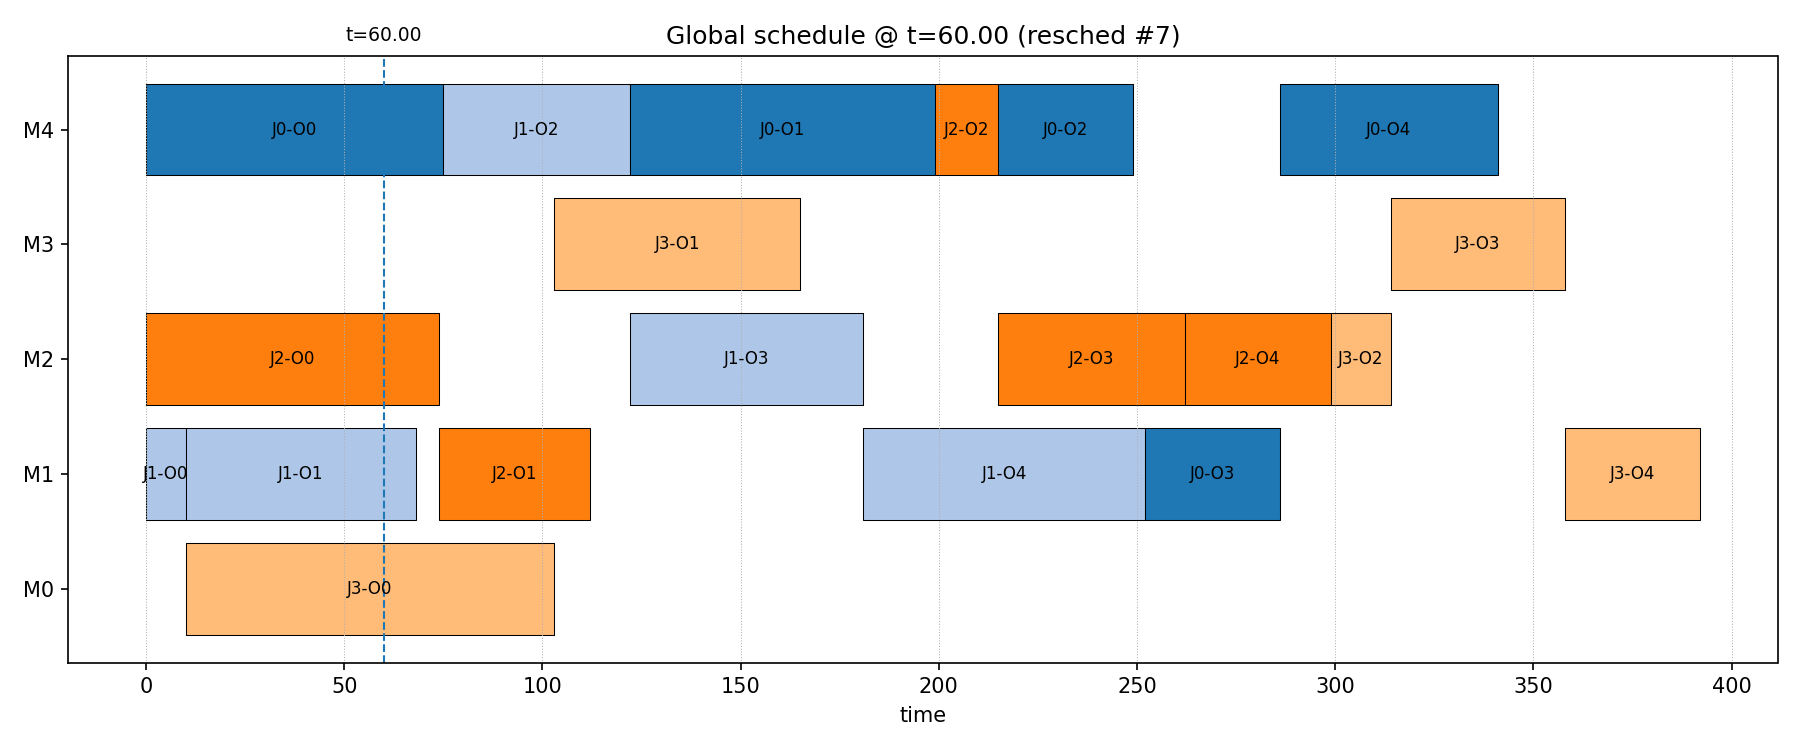 t=60.00
Global schedule @ t=60.00 (resched #7)
M4
J0-O0
J1-O2
J0-O1
J2-O2
J0-O2
J0-O4
M3
J3-O1
J3-O3
M2
J2-O0
J1-O3
J2-O3
J2-O4
J3-O2
M1
J1-O0
J1-O1
J2-O1
J1-O4
J0-O3
J3-O4
M0
J3-O0
0 50 100 150 200 250 300 350 400
time